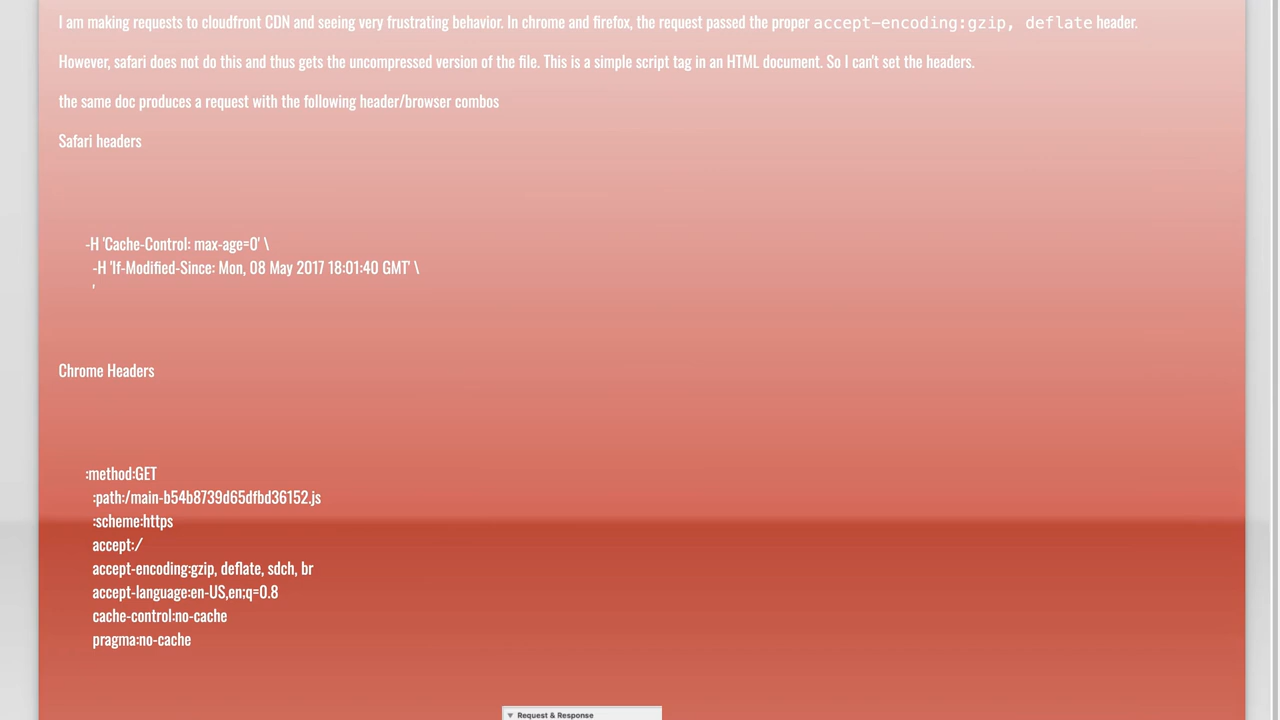 I am making requests to cloudfront CDN and seeing very frustrating behavior. In chrome and firefox, the request passed the proper accept-encoding:gzip, deflate header.
However, safari does not do this and thus gets the uncompressed version of the file. This is a simple script tag in an HTML document. So I can't set the headers.
the same doc produces a request with the following header/browser combos
Safari headers
-H 'Cache-Control: max-age=0' \
-H 'If-Modified-Since: Mon, 08 May 2017 18:01:40 GMT' \
'
Chrome Headers
:method:GET
:path:/main-b54b8739d65dfbd36152.js
:scheme:https
accept:/
accept-encoding:gzip, deflate, sdch, br
accept-language:en-US,en;q=0.8
cache-control:no-cache
pragma:no-cache
▼ Request & Response